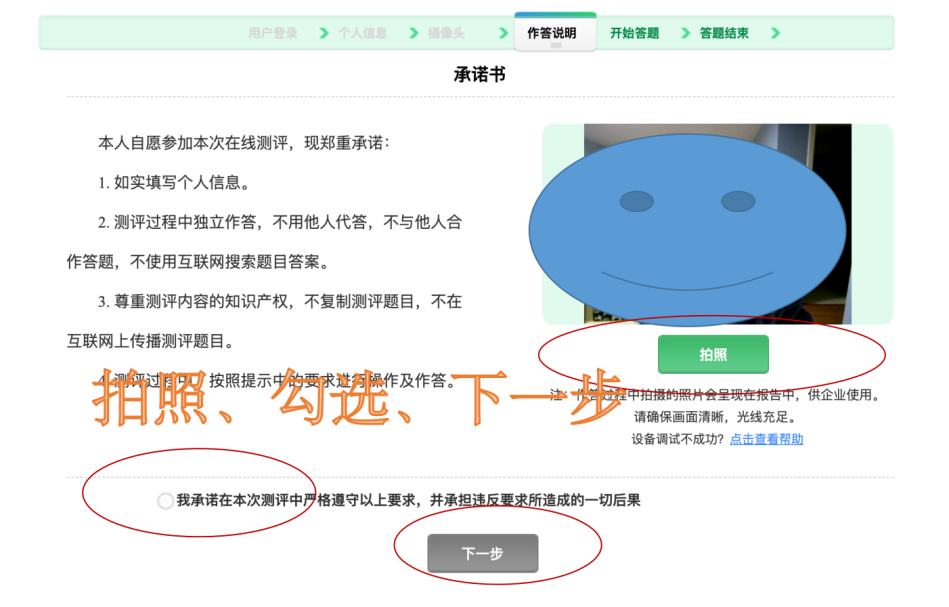 用户登录 个人信息 摄像头 作答说明 开始答题 答题结束
承诺书
本人自愿参加本次在线测评，现郑重承诺：
1. 如实填写个人信息。
2. 测评过程中独立作答，不用他人代答，不与他人合
作答题，不使用互联网搜索题目答案。
3. 尊重测评内容的知识产权，不复制测评题目，不在
互联网上传播测评题目。
4. 测评过程中，按照提示中的要求进行操作及作答。
拍照、勾选、下一步
拍照
注：作答过程中拍摄的照片会呈现在报告中，供企业使用。
请确保画面清晰，光线充足。
设备调试不成功？点击查看帮助
我承诺在本次测评中严格遵守以上要求，并承担违反要求所造成的一切后果
下一步